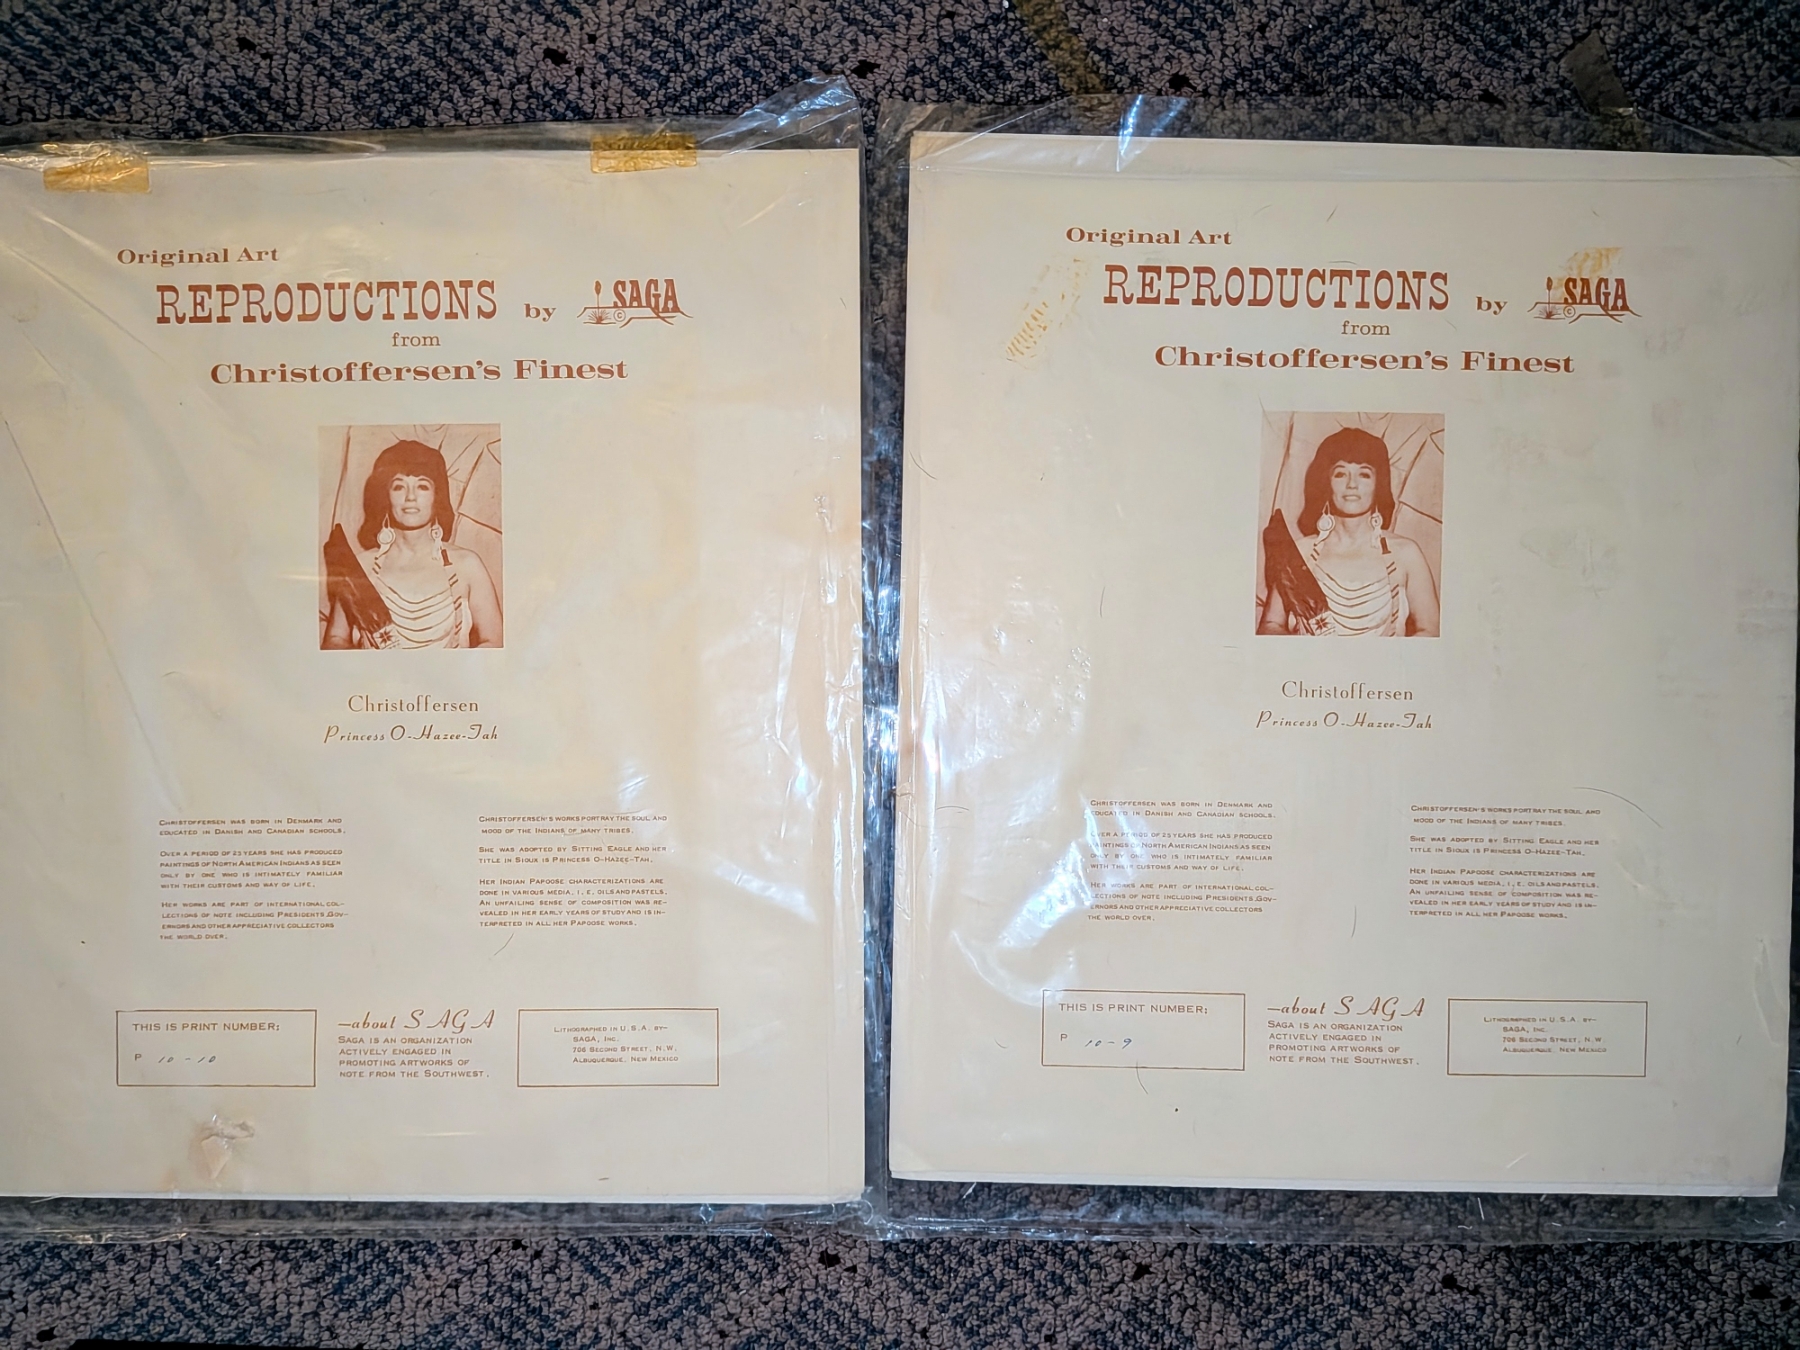 Original Art
REPRODUCTIONS by SAGA ©
from
Christoffersen's Finest
Christoffersen
Princess O-Hazee-Tah
CHRISTOFFERSEN WAS BORN IN DENMARK AND
EDUCATED IN DANISH AND CANADIAN SCHOOLS.
OVER A PERIOD OF 25 YEARS SHE HAS PRODUCED
PAINTINGS OF NORTH AMERICAN INDIANS AS SEEN
ONLY BY ONE WHO IS INTIMATELY FAMILIAR
WITH THEIR CUSTOMS AND WAY OF LIFE.
HER WORKS ARE PART OF INTERNATIONAL COL-
LECTIONS OF NOTE INCLUDING PRESIDENTS, GOV-
ERNORS AND OTHER APPRECIATIVE COLLECTORS
THE WORLD OVER.
CHRISTOFFERSEN'S WORKS PORTRAY THE SOUL AND
MOOD OF THE INDIANS OF MANY TRIBES.
SHE WAS ADOPTED BY SITTING EAGLE AND HER
TITLE IN SIOUX IS PRINCESS O-HAZEE-TAH.
HER INDIAN PAPOOSE CHARACTERIZATIONS ARE
DONE IN VARIOUS MEDIA, I. E. OILS AND PASTELS.
AN UNFAILING SENSE OF COMPOSITION WAS RE-
VEALED IN HER EARLY YEARS OF STUDY AND IS IN-
TERPRETED IN ALL HER PAPOOSE WORKS.
THIS IS PRINT NUMBER:
P 10-10
—about SAGA
SAGA IS AN ORGANIZATION
ACTIVELY ENGAGED IN
PROMOTING ARTWORKS OF
NOTE FROM THE SOUTHWEST.
LITHOGRAPHED IN U.S.A. BY—
SAGA, INC.
706 SECOND STREET, N.W.
ALBUQUERQUE, NEW MEXICO
Original Art
REPRODUCTIONS by SAGA ©
from
Christoffersen's Finest
Christoffersen
Princess O-Hazee-Tah
CHRISTOFFERSEN WAS BORN IN DENMARK AND
EDUCATED IN DANISH AND CANADIAN SCHOOLS.
OVER A PERIOD OF 25 YEARS SHE HAS PRODUCED
PAINTINGS OF NORTH AMERICAN INDIANS AS SEEN
ONLY BY ONE WHO IS INTIMATELY FAMILIAR
WITH THEIR CUSTOMS AND WAY OF LIFE.
HER WORKS ARE PART OF INTERNATIONAL COL-
LECTIONS OF NOTE INCLUDING PRESIDENTS, GOV-
ERNORS AND OTHER APPRECIATIVE COLLECTORS
THE WORLD OVER.
CHRISTOFFERSEN'S WORKS PORTRAY THE SOUL AND
MOOD OF THE INDIANS OF MANY TRIBES.
SHE WAS ADOPTED BY SITTING EAGLE AND HER
TITLE IN SIOUX IS PRINCESS O-HAZEE-TAH.
HER INDIAN PAPOOSE CHARACTERIZATIONS ARE
DONE IN VARIOUS MEDIA, I. E. OILS AND PASTELS.
AN UNFAILING SENSE OF COMPOSITION WAS RE-
VEALED IN HER EARLY YEARS OF STUDY AND IS IN-
TERPRETED IN ALL HER PAPOOSE WORKS.
THIS IS PRINT NUMBER:
P 10-9
—about SAGA
SAGA IS AN ORGANIZATION
ACTIVELY ENGAGED IN
PROMOTING ARTWORKS OF
NOTE FROM THE SOUTHWEST.
LITHOGRAPHED IN U.S.A. BY—
SAGA, INC.
706 SECOND STREET, N.W.
ALBUQUERQUE, NEW MEXICO